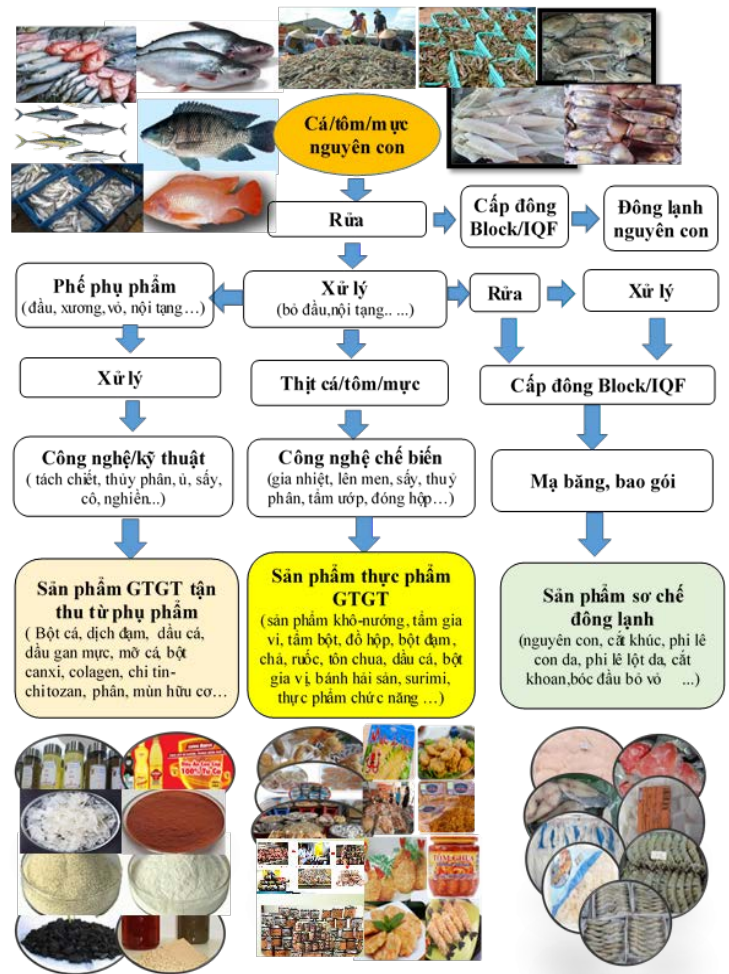 Cá/tôm/mực
nguyên con
Rửa
Cấp đông
Block/IQF
Đông lạnh
nguyên con
Phế phụ phẩm
(đầu, xương, vỏ, nội tạng…)
Xử lý
(bỏ đầu,nội tạng.. ...)
Rửa
Xử lý
Xử lý
Thịt cá/tôm/mực
Cấp đông Block/IQF
Công nghệ/kỹ thuật
( tách chiết, thủy phân, ủ, sấy,
cô, nghiền...)
Công nghệ chế biến
(gia nhiệt, lên men, sấy, thuỷ
phân, tẩm ướp, đóng hộp…)
Mạ băng, bao gói
Sản phẩm GTGT tận
thu từ phụ phẩm
( Bột cá, dịch đạm, dầu cá,
dầu gan mực, mỡ cá, bột
canxi, colagen, chi tin-
chitozan, phân, mùn hữu cơ…
Sản phẩm thực phẩm
GTGT
(sản phẩm khô-nướng, tẩm gia
vi, tẩm bột, đồ hộp, bột đạm,
chả, ruốc, tôn chua, dầu cá, bột
gia vị, bánh hải sản, surimi,
thực phẩm chức năng …)
Sản phẩm sơ chế
đông lạnh
(nguyên con, cắt khúc, phi lê
con da, phi lê lột da, cắt
khoan,bóc đầu bỏ vỏ ...)
100% Từ Cá
TÔM CHUA